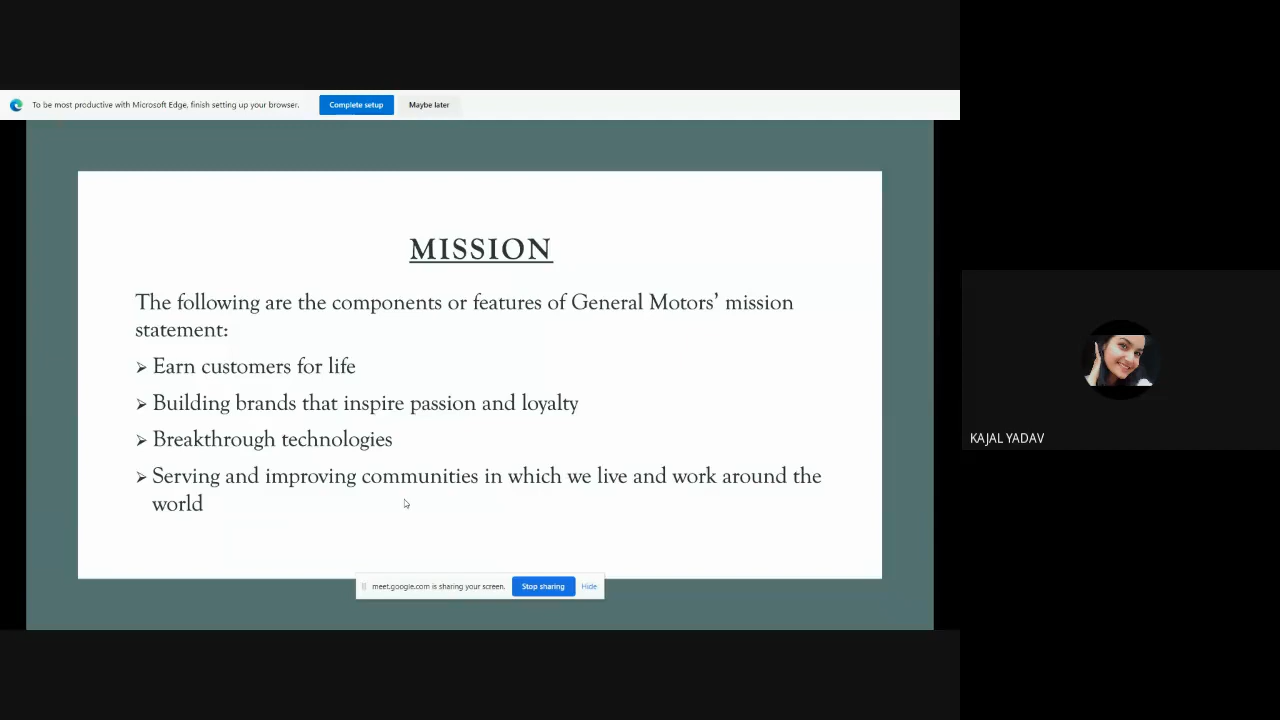 To be most productive with Microsoft Edge, finish setting up your browser.
Complete setup
Maybe later
MISSION
The following are the components or features of General Motors’ mission
statement:
➢ Earn customers for life
➢ Building brands that inspire passion and loyalty
➢ Breakthrough technologies
➢ Serving and improving communities in which we live and work around the
world
KAJAL YADAV
meet.google.com is sharing your screen.
Stop sharing
Hide